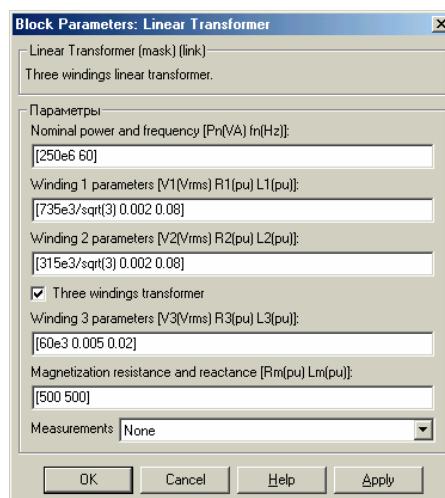 Block Parameters: Linear Transformer
Linear Transformer (mask) (link)
Three windings linear transformer.
Параметры
Nominal power and frequency [Pn(VA) fn(Hz)]:
[250e6 60]
Winding 1 parameters [V1(Vrms) R1(pu) L1(pu)]:
[735e3/sqrt(3) 0.002 0.08]
Winding 2 parameters [V2(Vrms) R2(pu) L2(pu)]:
[315e3/sqrt(3) 0.002 0.08]
Three windings transformer
Winding 3 parameters [V3(Vrms) R3(pu) L3(pu)]:
[60e3 0.005 0.02]
Magnetization resistance and reactance [Rm(pu) Lm(pu)]:
[500 500]
Measurements None
OK Cancel Help Apply